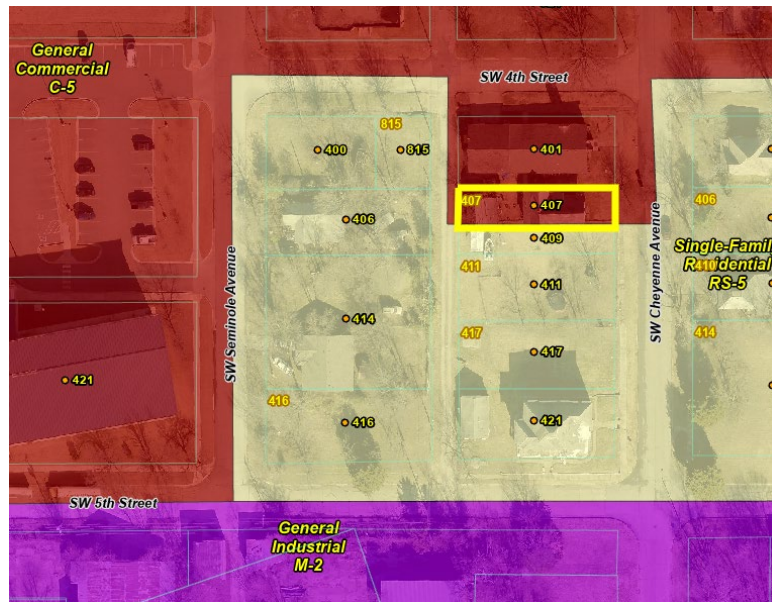 General
Commercial
C-5
SW 4th Street
815
400
815
401
407
407
406
406
409
SW Seminole Avenue
SW Cheyenne Avenue
Single-Famil
Residential
RS-5
411
411
410
414
417
417
414
421
416
416
421
SW 5th Street
General
Industrial
M-2